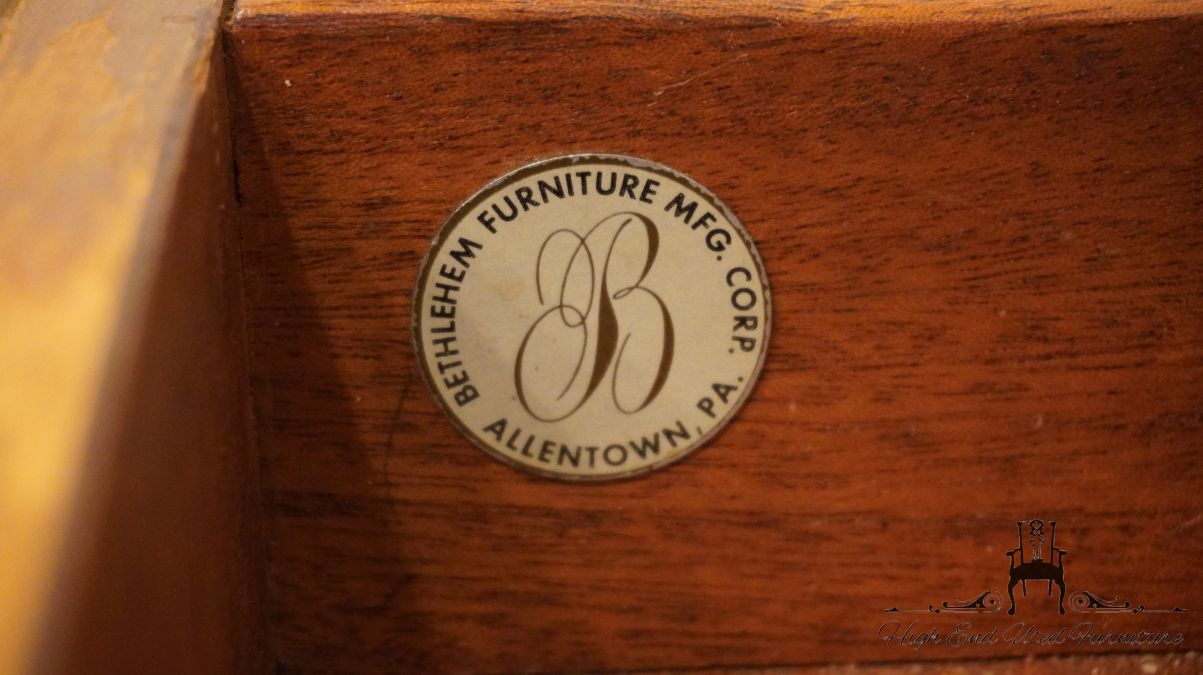 BETHLEHEM FURNITURE MFG. CORP.
B
ALLENTOWN, PA.
High End Used Furniture